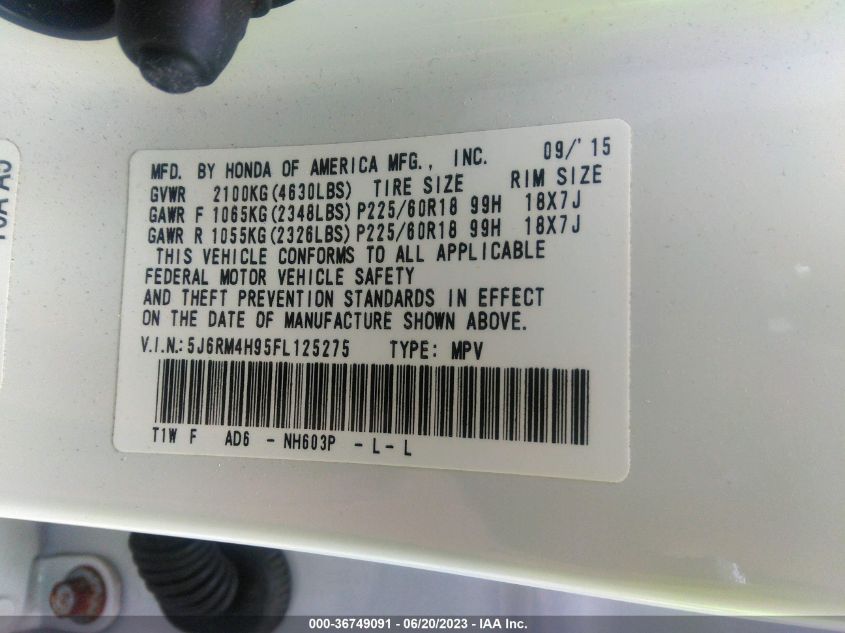 MFD. BY HONDA OF AMERICA MFG., INC. 09/'15
GVWR 2100KG(4630LBS) TIRE SIZE RIM SIZE
GAWR F 1065KG(2348LBS) P225/60R18 99H 18X7J
GAWR R 1055KG(2326LBS) P225/60R18 99H 18X7J
THIS VEHICLE CONFORMS TO ALL APPLICABLE
FEDERAL MOTOR VEHICLE SAFETY
AND THEFT PREVENTION STANDARDS IN EFFECT
ON THE DATE OF MANUFACTURE SHOWN ABOVE.
V.I.N.:5J6RM4H95FL125275 TYPE: MPV
T1W F AD6 - NH603P - L - L
000-36749091 - 06/20/2023 - IAA Inc.